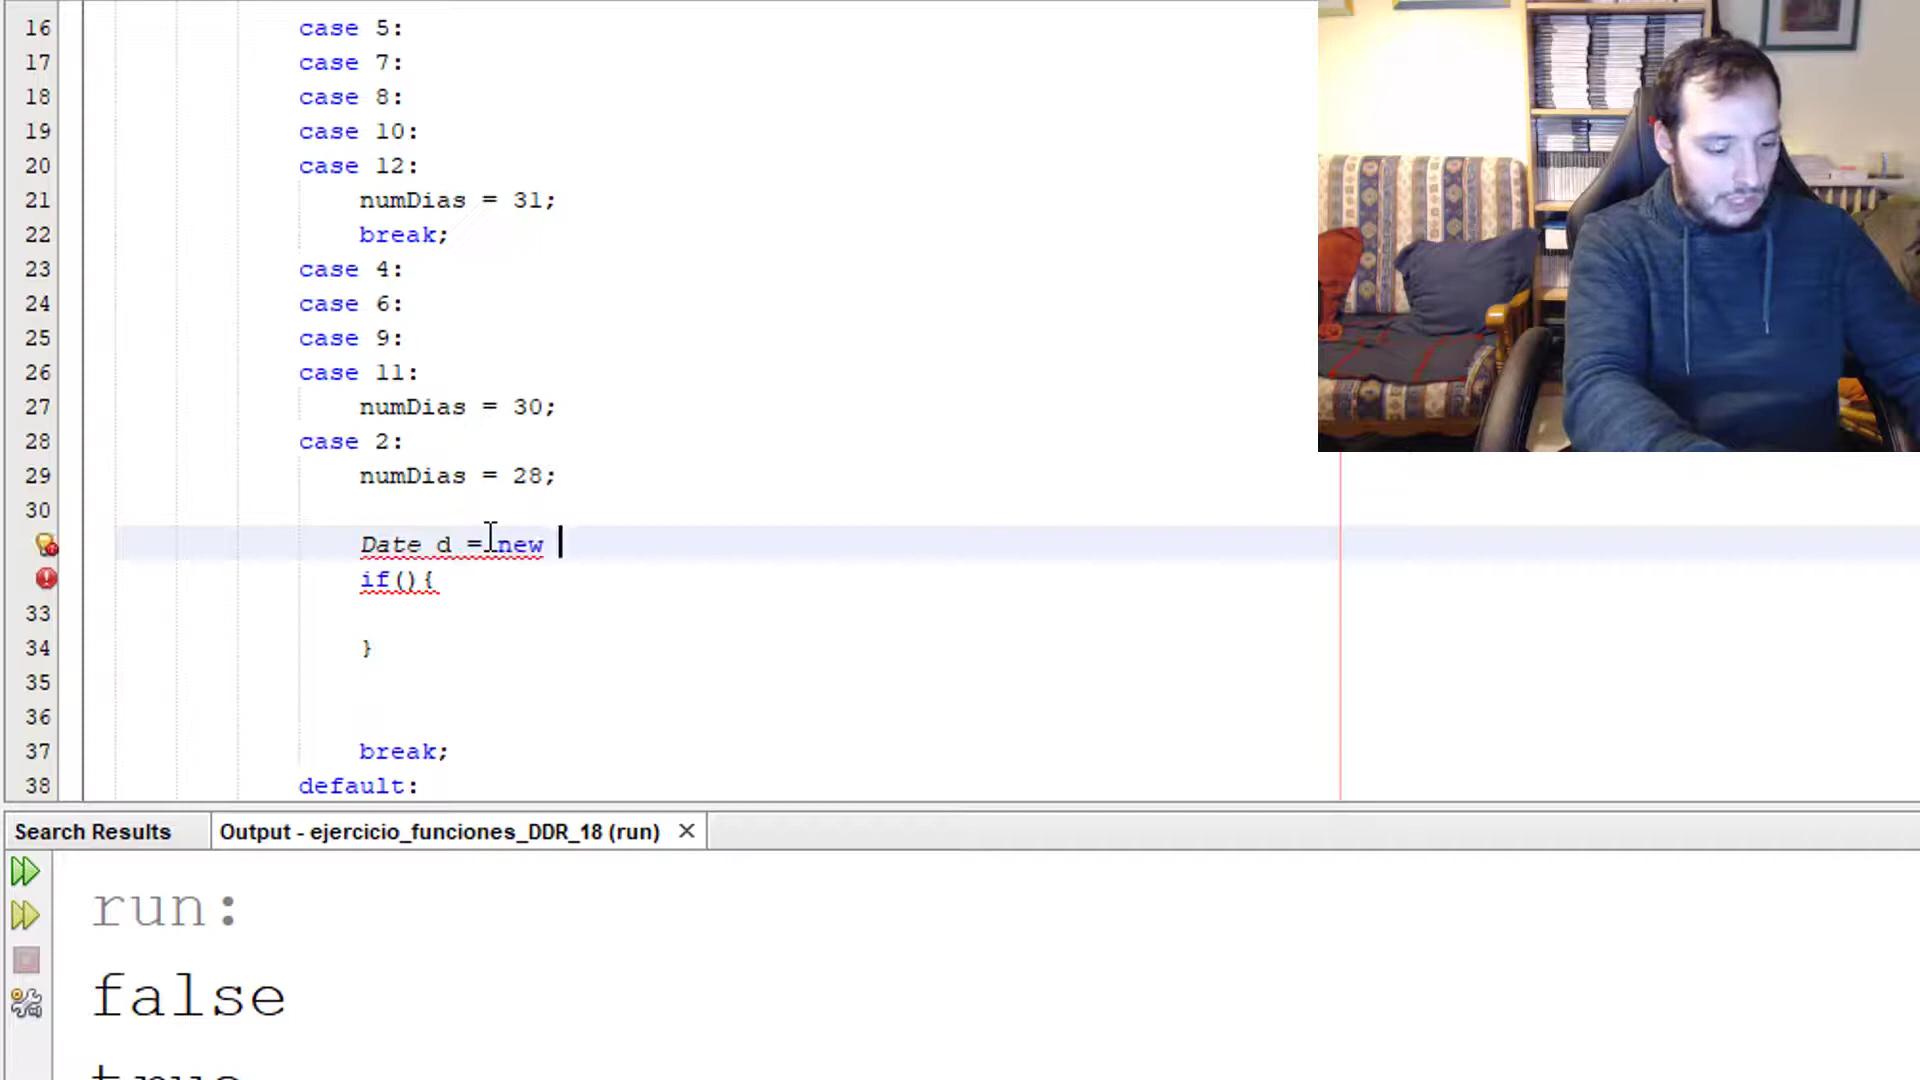 16 case 5:
17 case 7:
18 case 8:
19 case 10:
20 case 12:
21 numDias = 31;
22 break;
23 case 4:
24 case 6:
25 case 9:
26 case 11:
27 numDias = 30;
28 case 2:
29 numDias = 28;
30
Date d = new
if(){
33
34 }
35
36
37 break;
38 default:
Search Results Output - ejercicio_funciones_DDR_18 (run) ×
run:
false
true